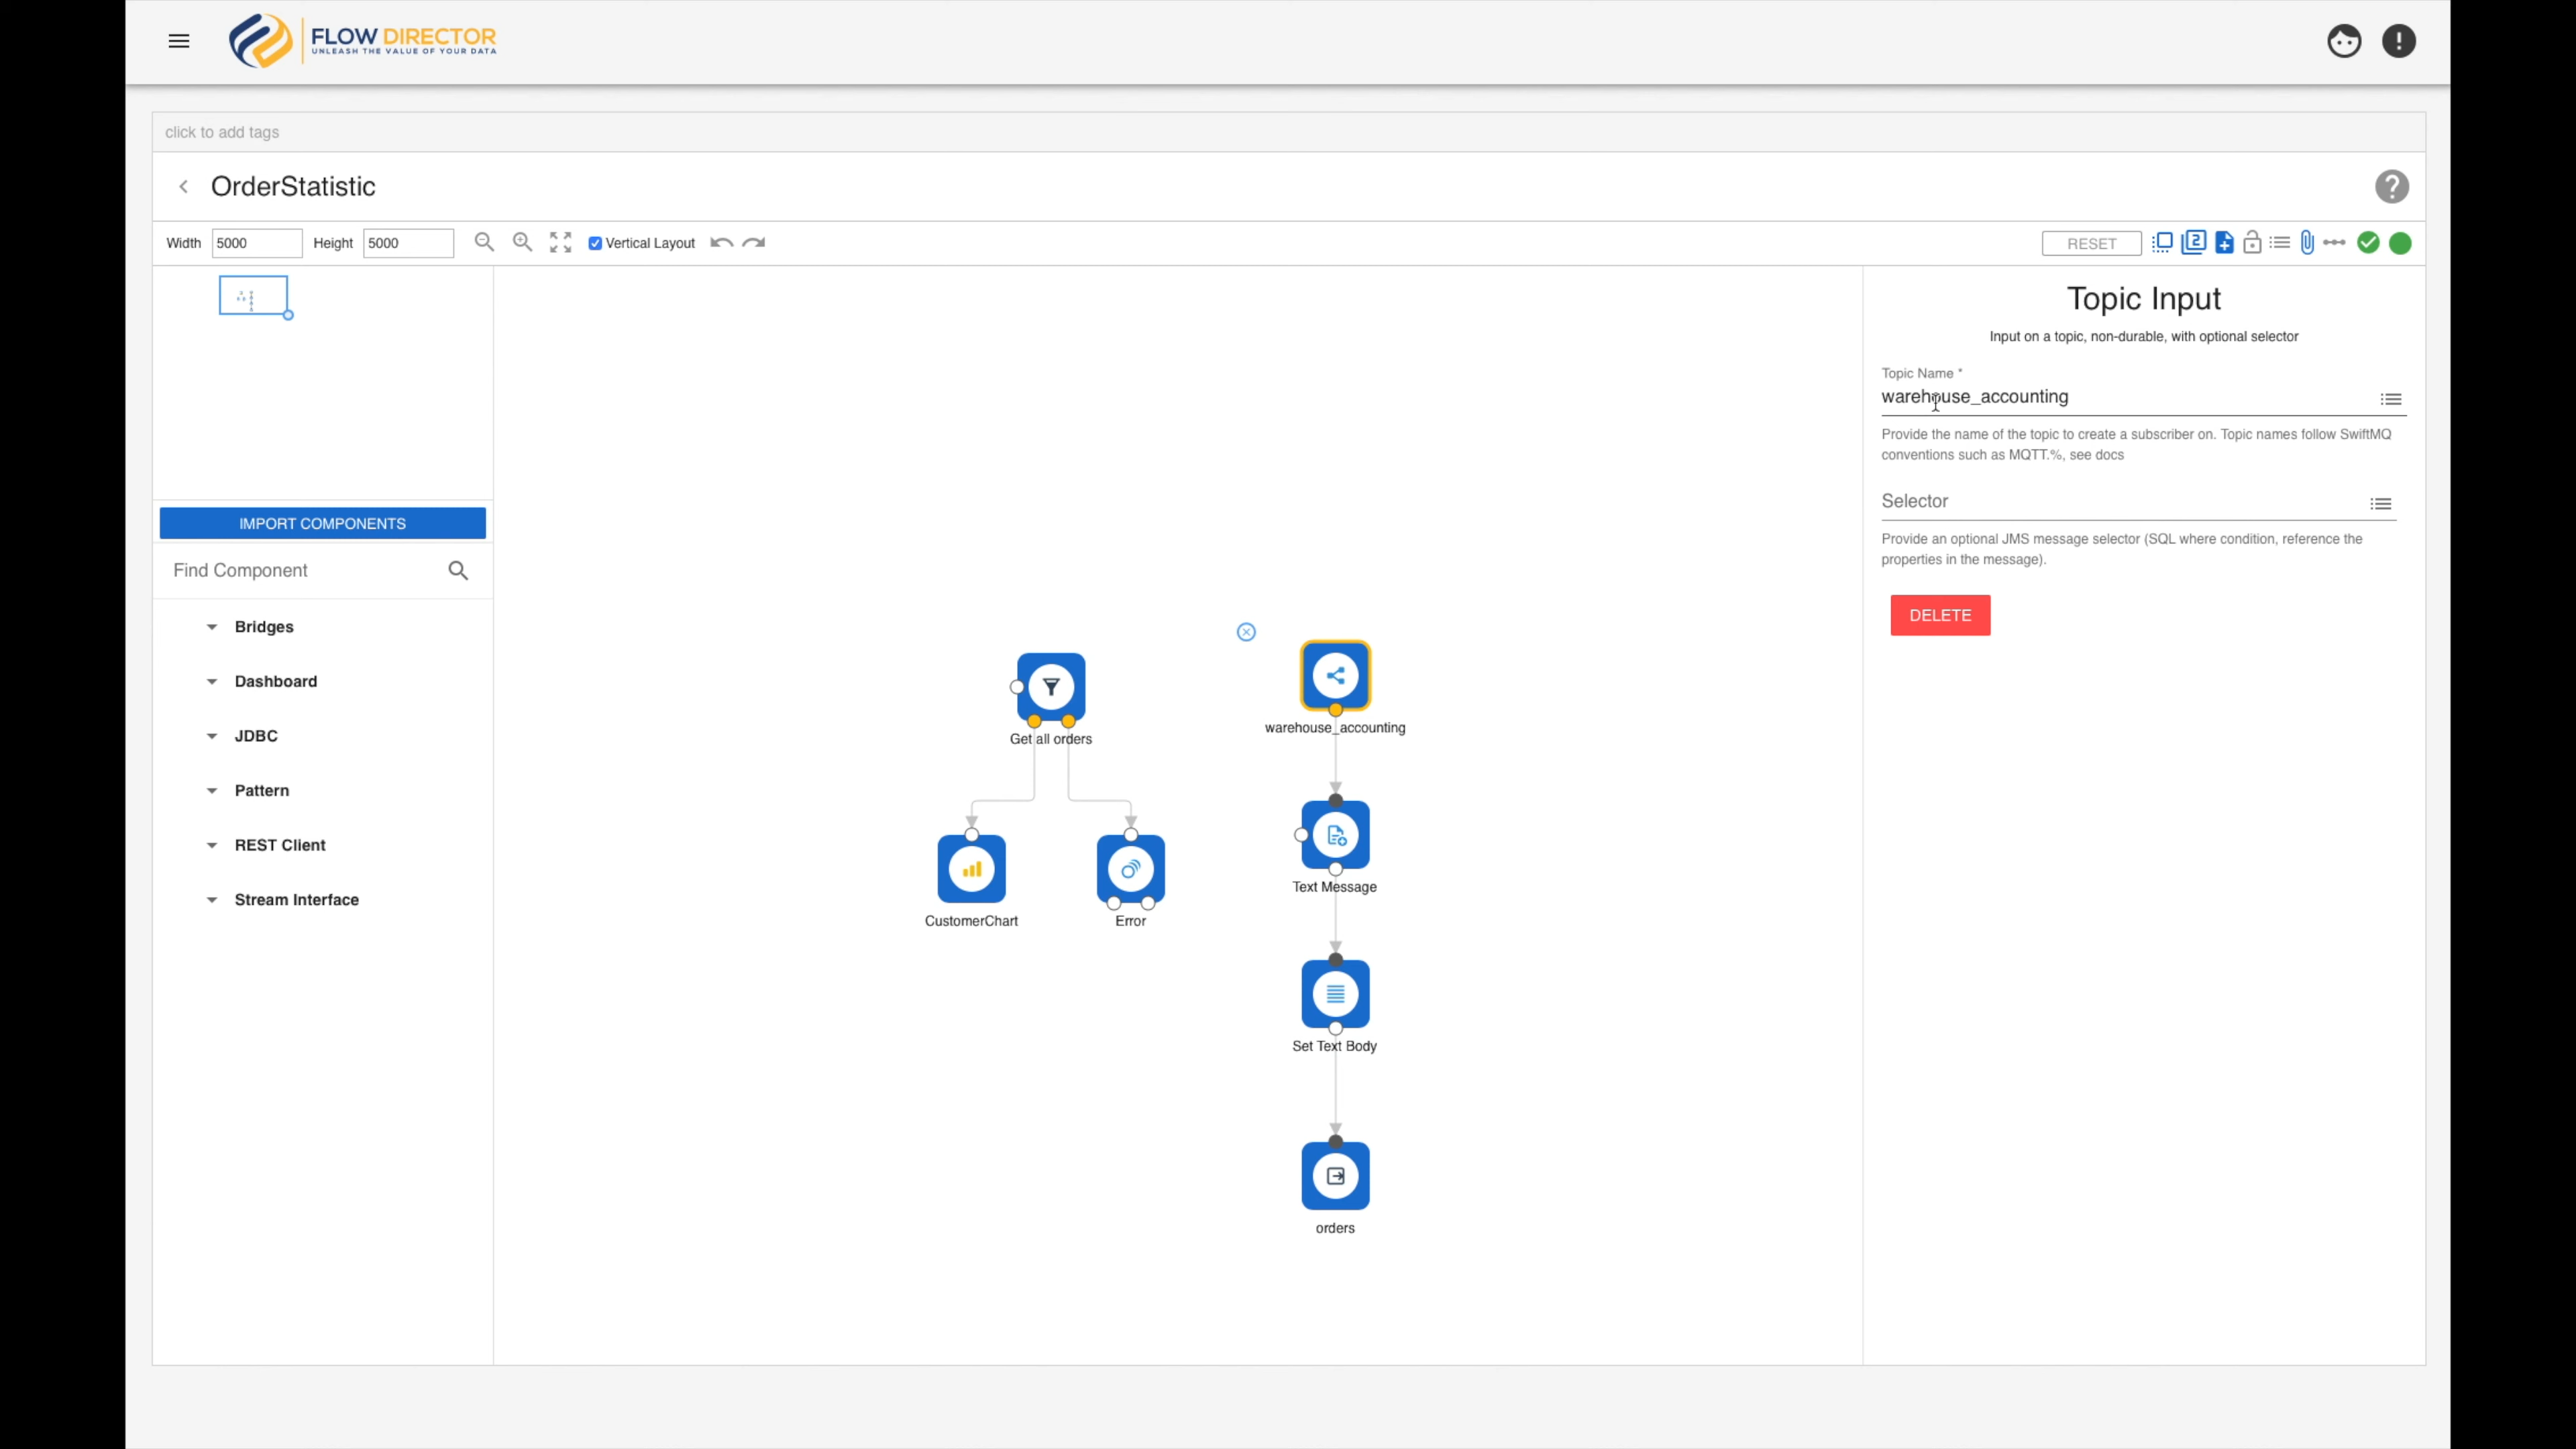 FLOW DIRECTOR
UNLEASH THE VALUE OF YOUR DATA
click to add tags
OrderStatistic
Width 5000 Height 5000 Vertical Layout RESET 2
IMPORT COMPONENTS
Find Component
Bridges
Dashboard
JDBC
Pattern
REST Client
Stream Interface
Get all orders
CustomerChart
Error
warehouse_accounting
Text Message
Set Text Body
orders
Topic Input
Input on a topic, non-durable, with optional selector
Topic Name *
warehouse_accounting
Provide the name of the topic to create a subscriber on. Topic names follow SwiftMQ
conventions such as MQTT.%, see docs
Selector
Provide an optional JMS message selector (SQL where condition, reference the
properties in the message).
DELETE